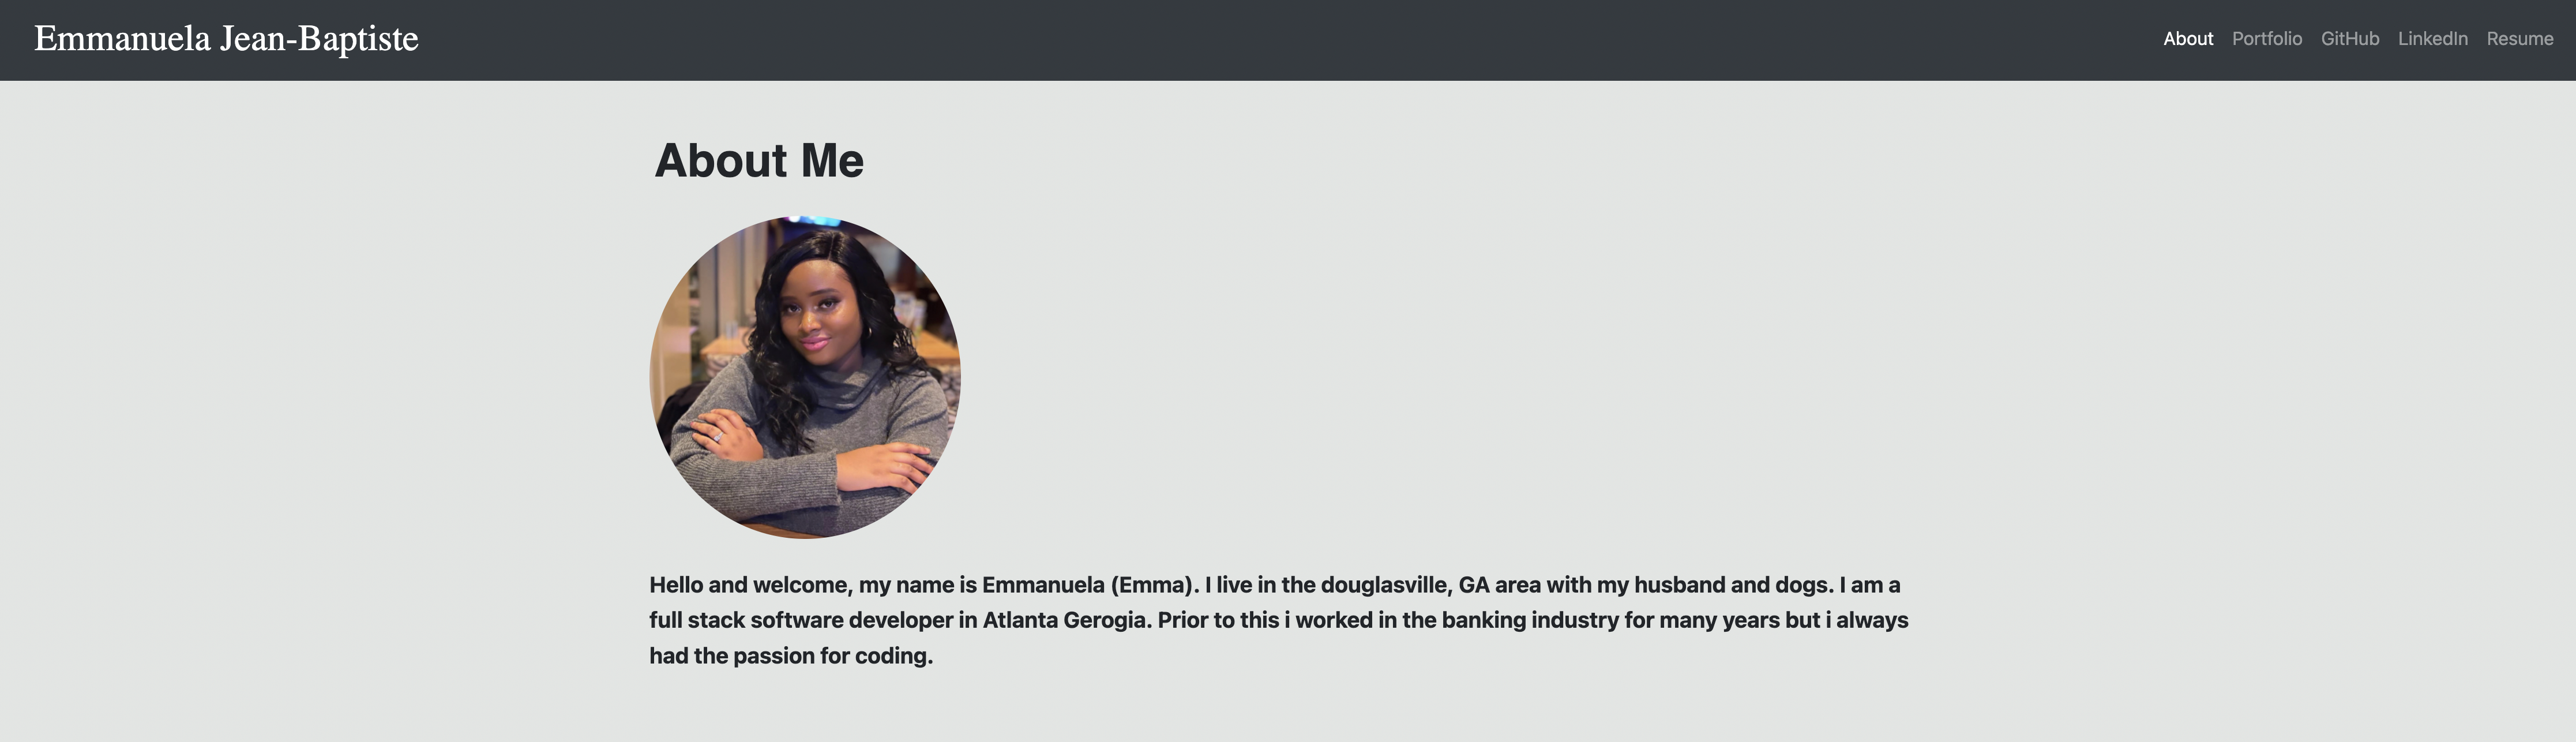 Emmanuela Jean-Baptiste
About Portfolio GitHub LinkedIn Resume
About Me
Hello and welcome, my name is Emmanuela (Emma). I live in the douglasville, GA area with my husband and dogs. I am a
full stack software developer in Atlanta Gerogia. Prior to this i worked in the banking industry for many years but i always
had the passion for coding.